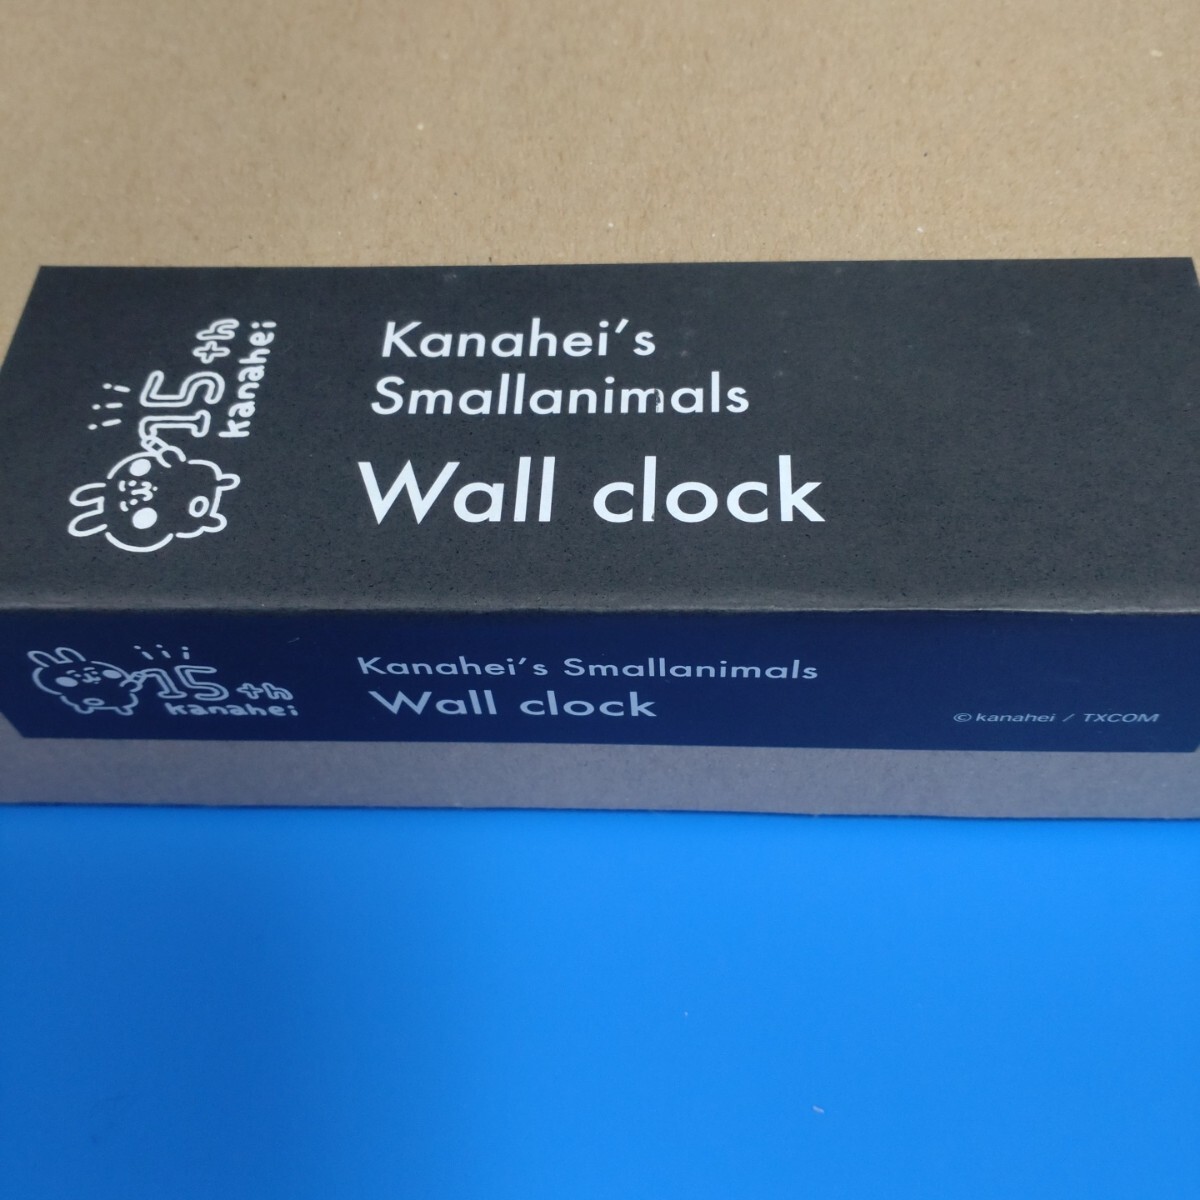 15th
kanahei
Kanahei's
Smallanimals
Wall clock
15th
kanahei
Kanahei's Smallanimals
Wall clock
©kanahei / TXCOM